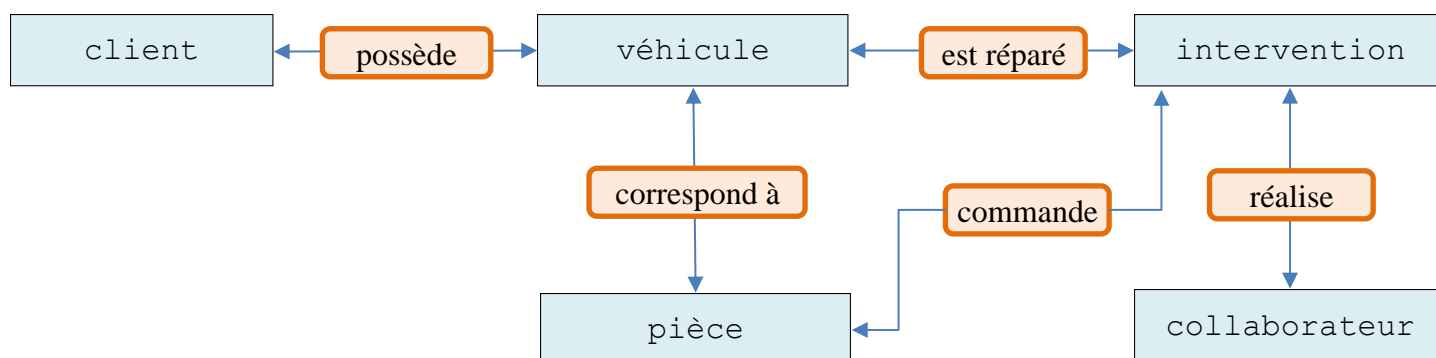 client
possède
véhicule
est réparé
intervention
correspond à
commande
réalise
pièce
collaborateur